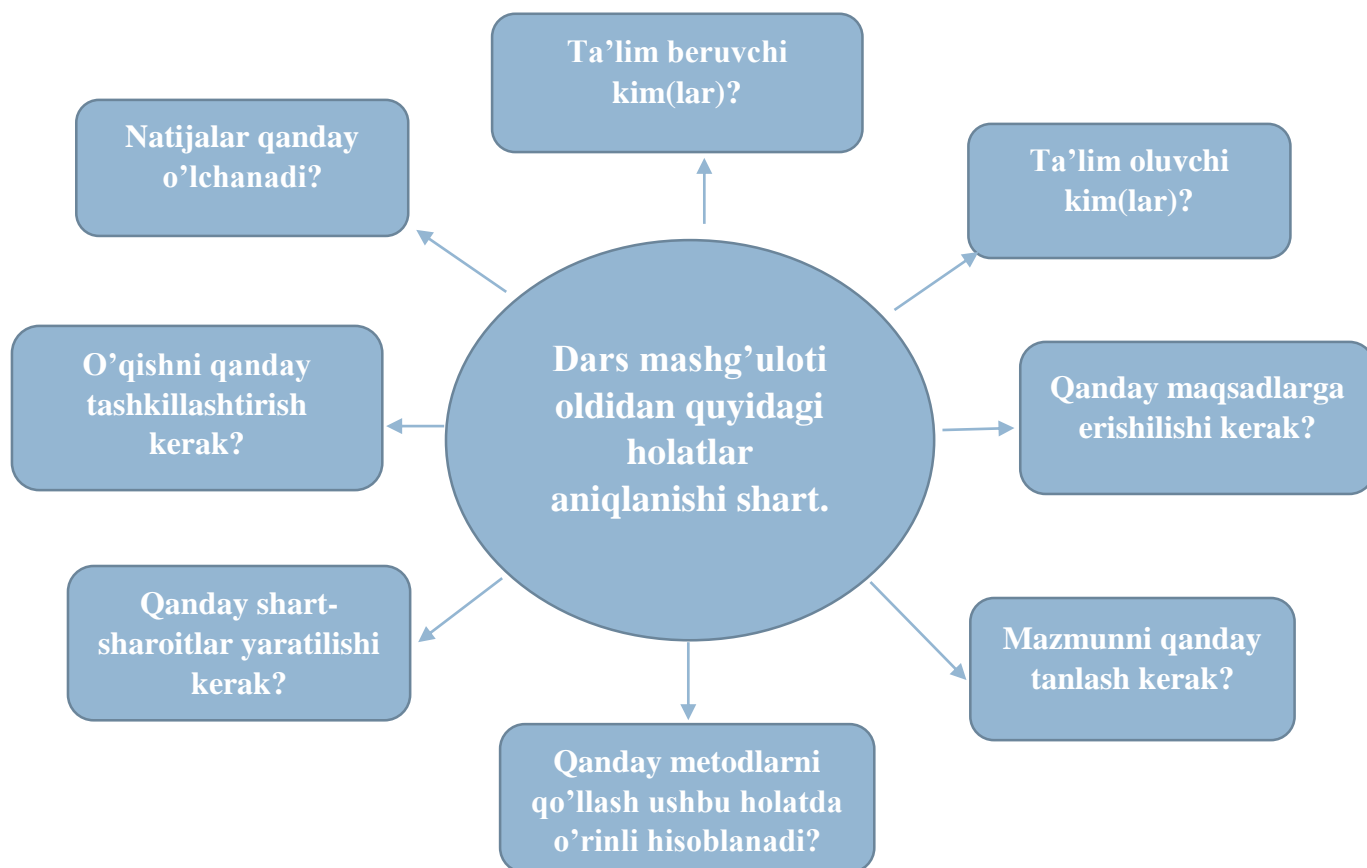 Ta’lim beruvchi
kim(lar)?
Natijalar qanday
o’lchanadi?
Ta’lim oluvchi
kim(lar)?
Dars mashg’uloti
oldidan quyidagi
holatlar
aniqlanishi shart.
O’qishni qanday
tashkillashtirish
kerak?
Qanday maqsadlarga
erishilishi kerak?
Qanday shart-
sharoitlar yaratilishi
kerak?
Mazmunni qanday
tanlash kerak?
Qanday metodlarni
qo’llash ushbu holatda
o’rinli hisoblanadi?